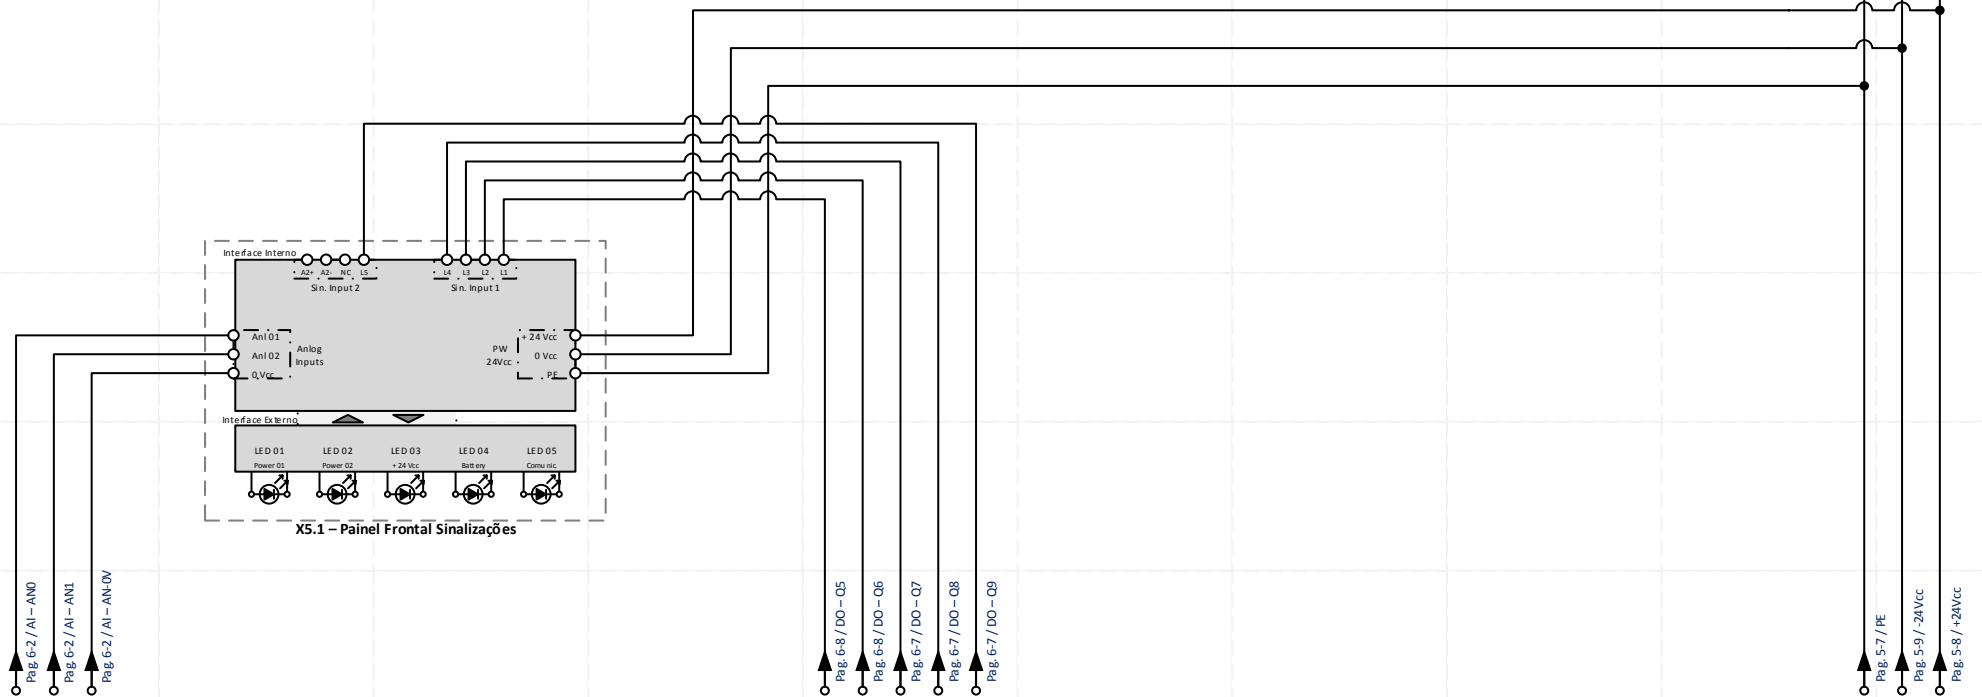 Interface Interno
A2+ A2- NC L5
L4 L3 L2 L1
Sin. Input 2
Sin. Input 1
Anl 01
Anl 02
0 Vcc
Anlog
Inputs
PW
24Vcc
+ 24 Vcc
0 Vcc
PE
Interface Externo
LED 01 LED 02 LED 03 LED 04 LED 05
Power 01 Power 02 + 24 Vcc Battery Comunic.
X5.1 – Painel Frontal Sinalizações
Pag. 6-2 / AI – AN0
Pag. 6-2 / AI – AN1
Pag. 6-2 / AI – AN-0V
Pag. 6-8 / DO – Q5
Pag. 6-8 / DO – Q6
Pag. 6-7 / DO – Q7
Pag. 6-7 / DO – Q8
Pag. 6-7 / DO – Q9
Pag. 5-7 / PE
Pag. 5-9 / -24Vcc
Pag. 5-8 / +24Vcc